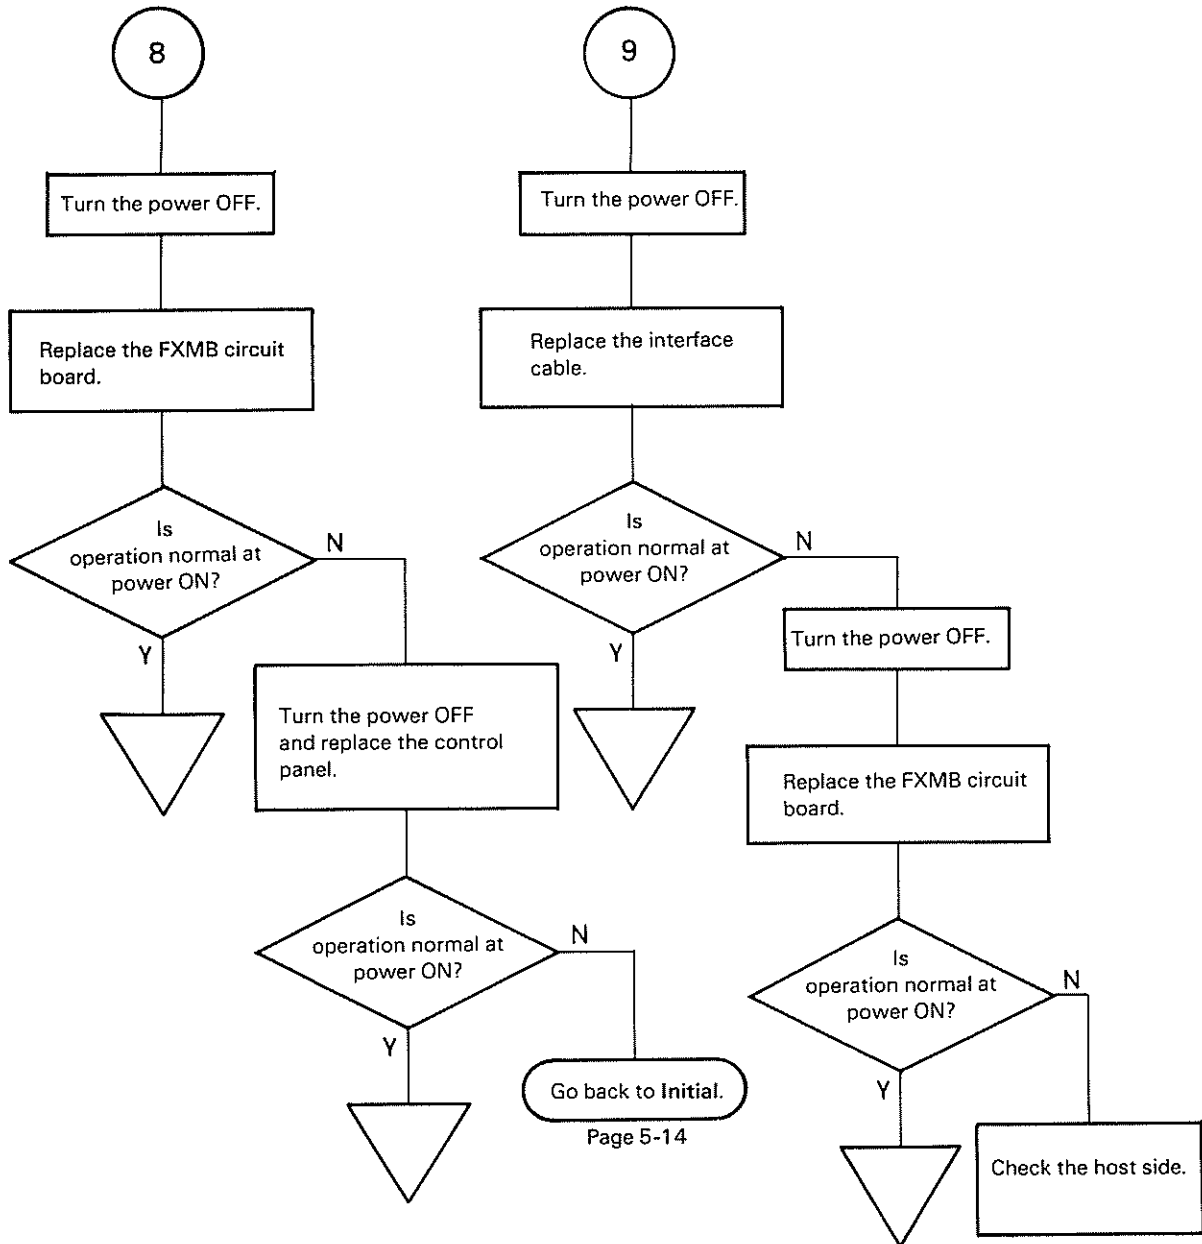 8
Turn the power OFF.
Replace the FXMB circuit
board.
Is
operation normal at
power ON?
N
Y
Turn the power OFF
and replace the control
panel.
Is
operation normal at
power ON?
N
Y
Go back to Initial.
Page 5-14
9
Turn the power OFF.
Replace the interface
cable.
Is
operation normal at
power ON?
N
Y
Turn the power OFF.
Replace the FXMB circuit
board.
Is
operation normal at
power ON?
N
Y
Check the host side.